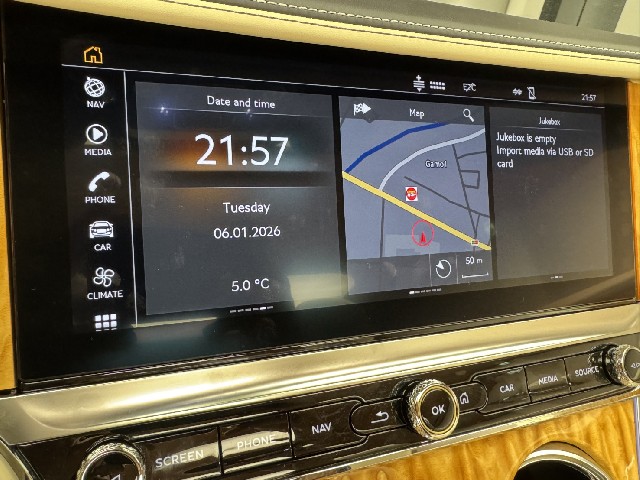 21:57
NAV
MEDIA
PHONE
CAR
CLIMATE
Date and time
21:57
Tuesday
06.01.2026
5.0 °C
Map
Gamod
50 m
Jukebox
Jukebox is empty
Import media via USB or SD
card
SCREEN
PHONE
NAV
OK
CAR
MEDIA
SOURCE